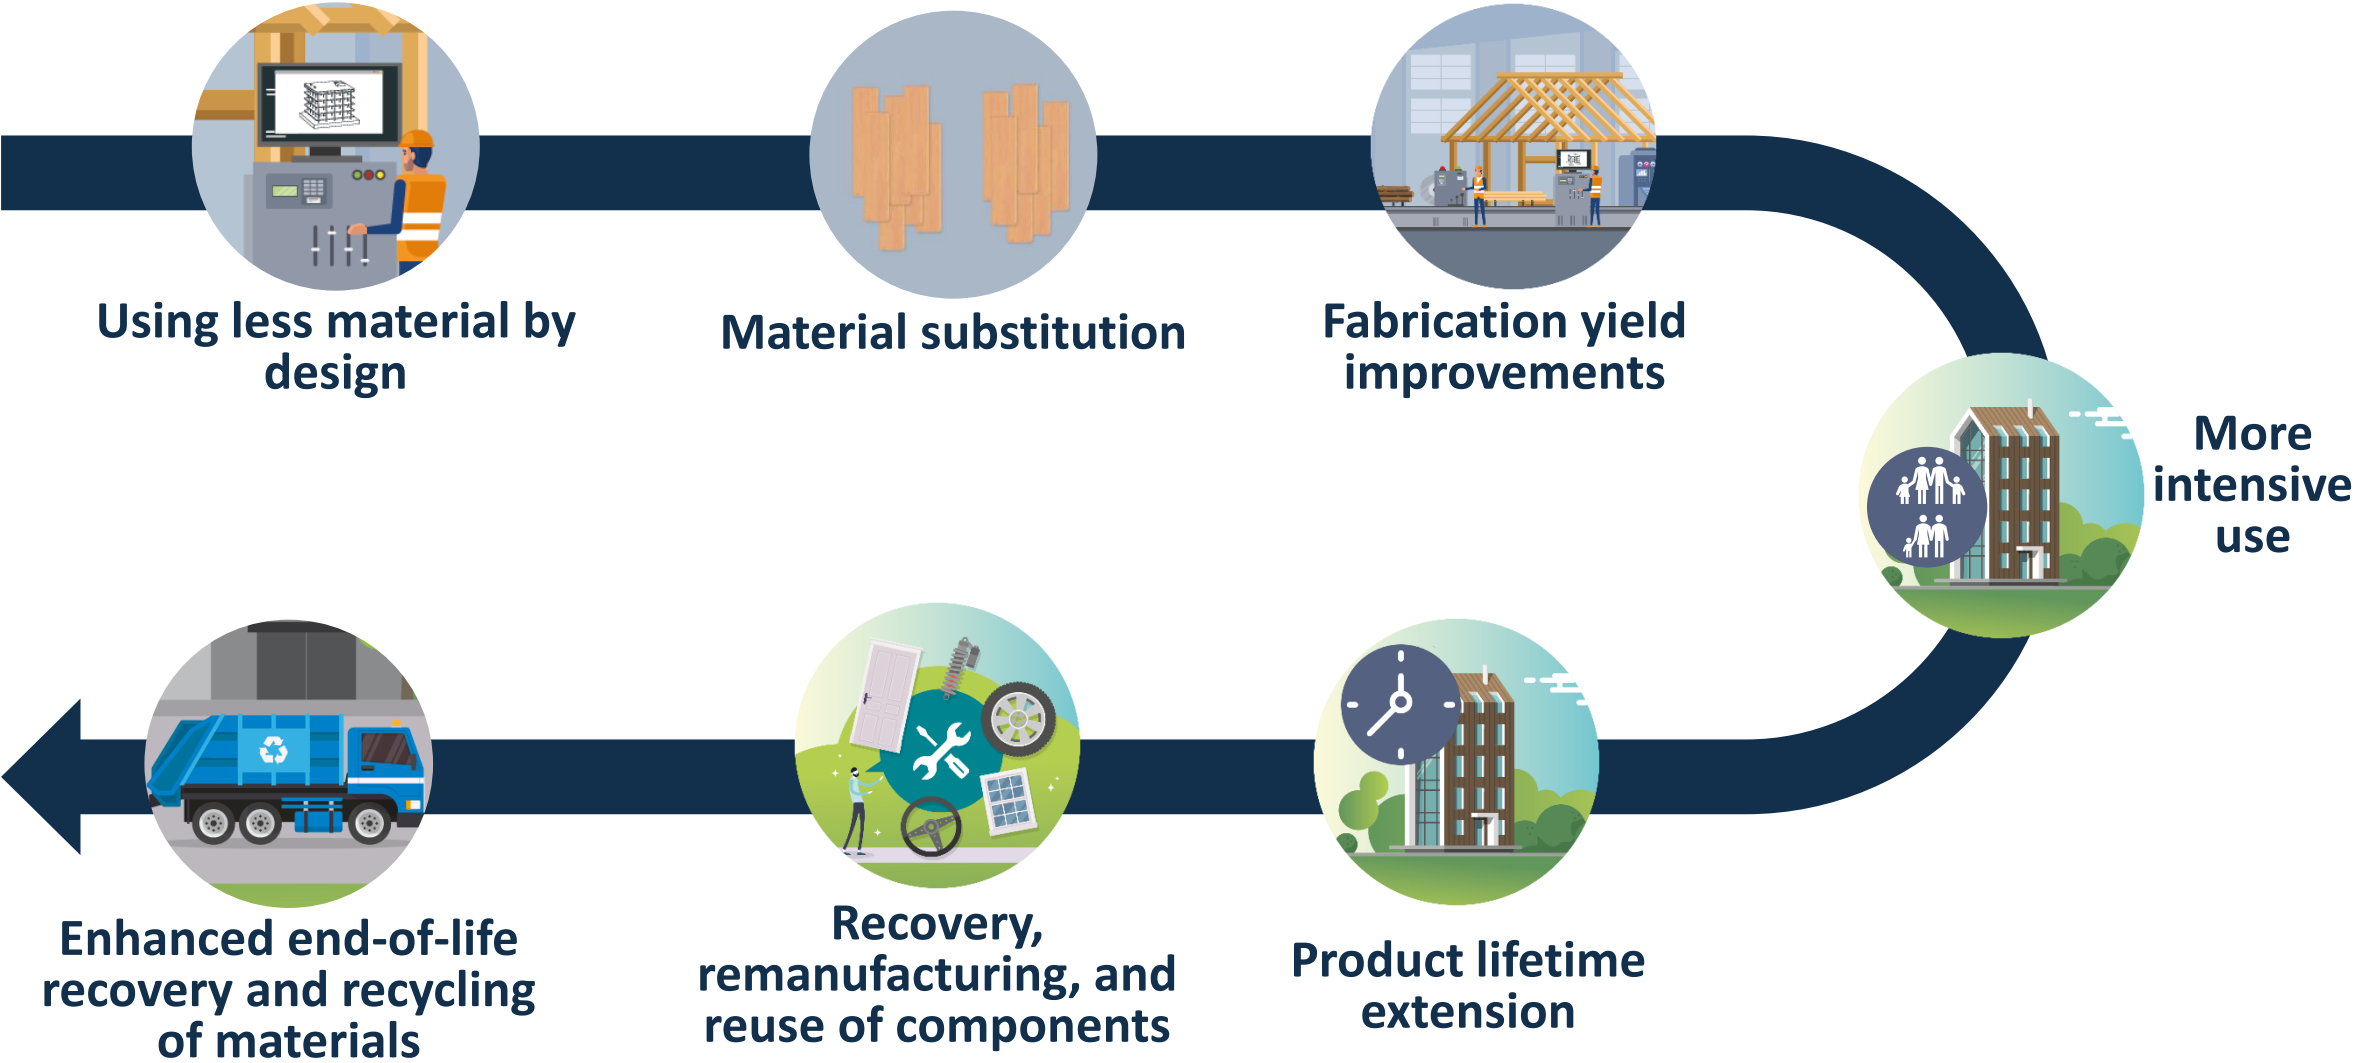 Using less material by
design
Material substitution
Fabrication yield
improvements
More
intensive
use
Product lifetime
extension
Recovery,
remanufacturing, and
reuse of components
Enhanced end-of-life
recovery and recycling
of materials